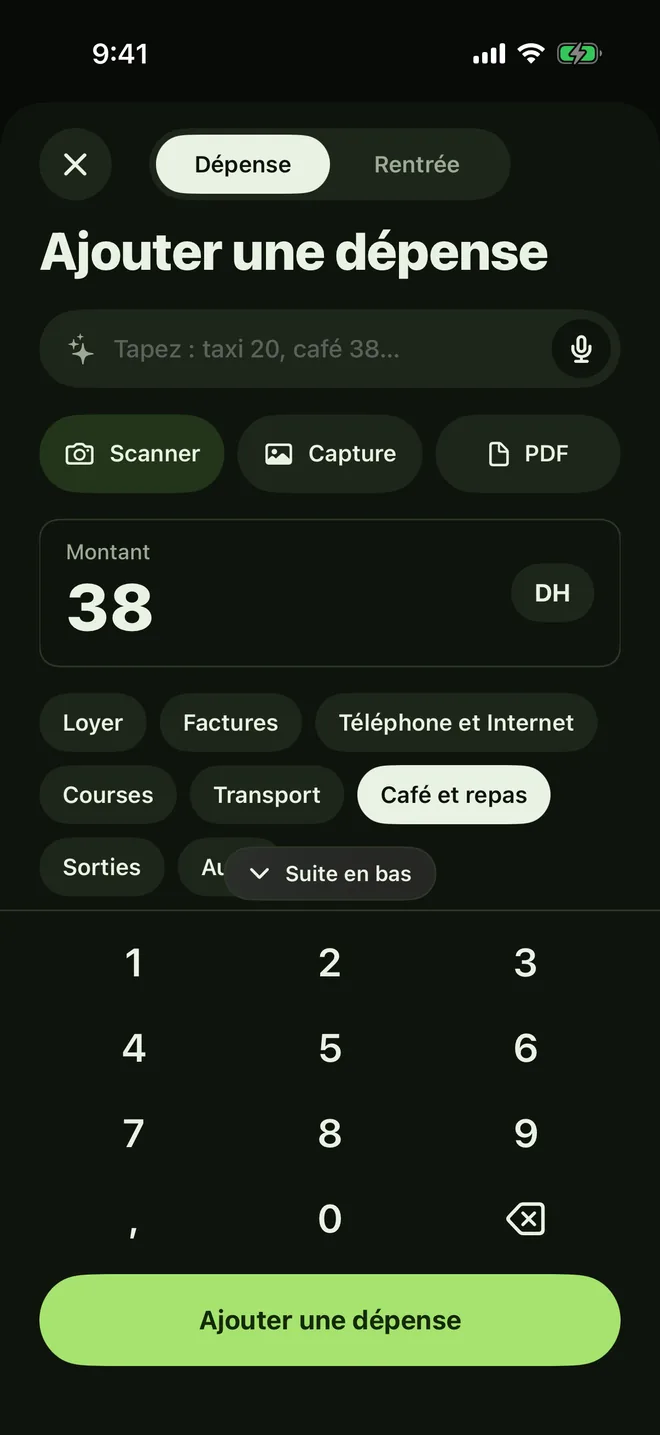 9:41
Dépense Rentrée
Ajouter une dépense
Tapez : taxi 20, café 38...
Scanner Capture PDF
Montant
38 DH
Loyer Factures Téléphone et Internet
Courses Transport Café et repas
Sorties
Suite en bas
1 2 3
4 5 6
7 8 9
, 0
Ajouter une dépense